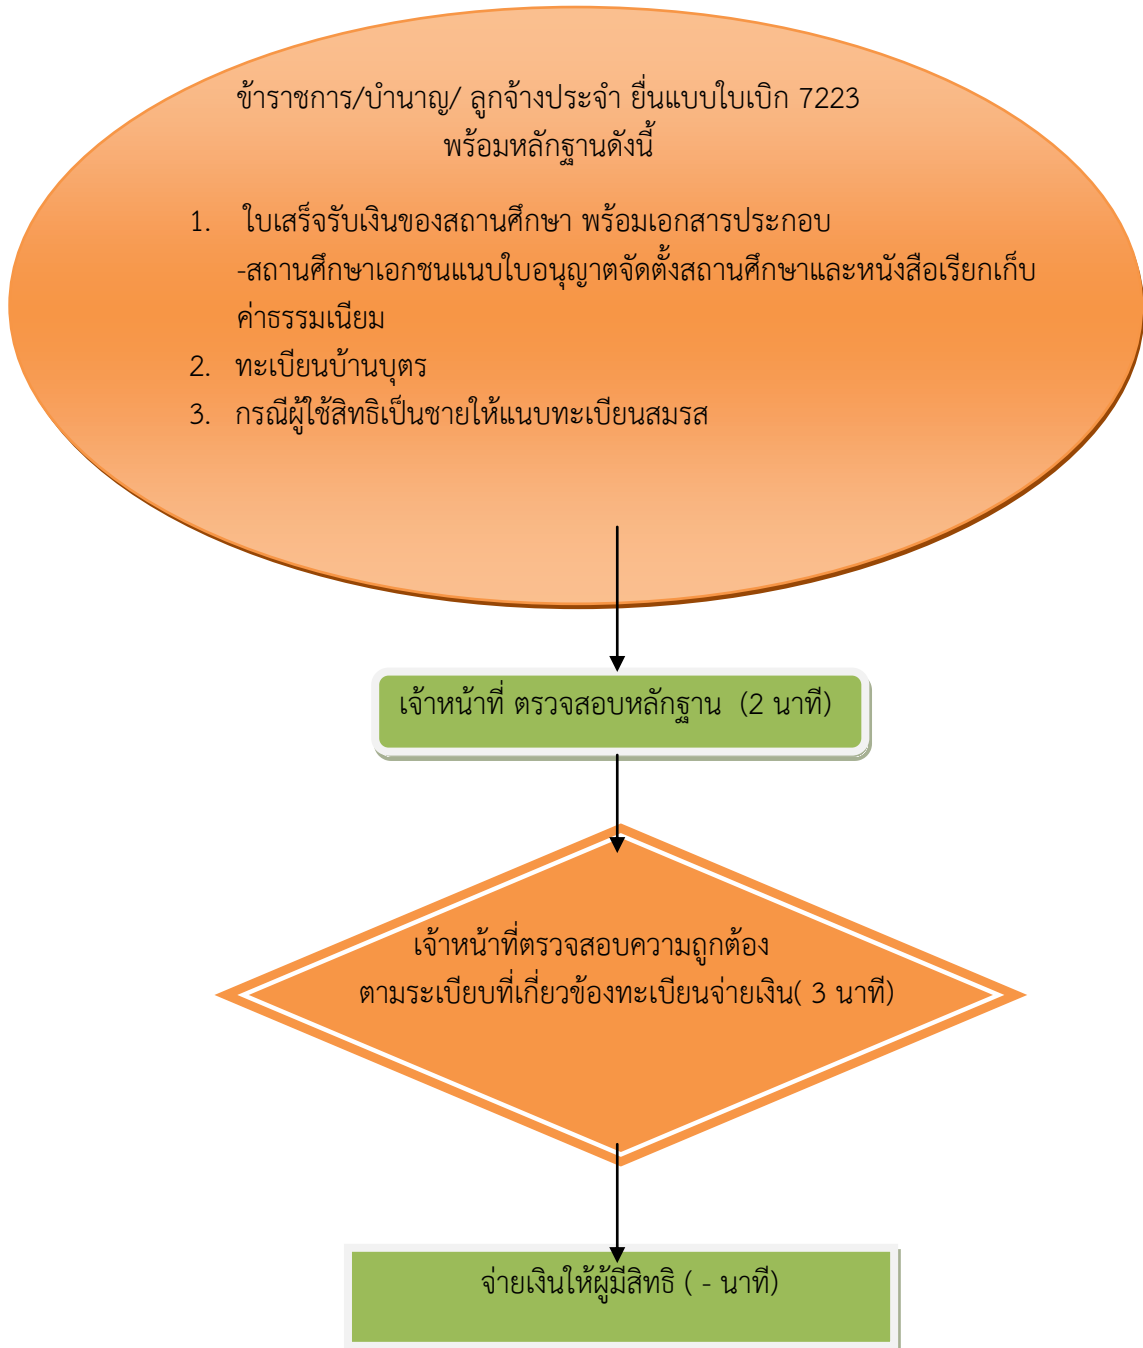 ข้าราชการ/บำนาญ/ ลูกจ้างประจำ ยื่นแบบใบเบิก 7223
พร้อมหลักฐานดังนี้
1. ใบเสร็จรับเงินของสถานศึกษา พร้อมเอกสารประกอบ
-สถานศึกษาเอกชนแนบใบอนุญาตจัดตั้งสถานศึกษาและหนังสือเรียกเก็บ
ค่าธรรมเนียม
2. ทะเบียนบ้านบุตร
3. กรณีผู้ใช้สิทธิเป็นชายให้แนบทะเบียนสมรส
เจ้าหน้าที่ ตรวจสอบหลักฐาน (2 นาที)
เจ้าหน้าที่ตรวจสอบความถูกต้อง
ตามระเบียบที่เกี่ยวข้องทะเบียนจ่ายเงิน( 3 นาที)
จ่ายเงินให้ผู้มีสิทธิ ( - นาที)